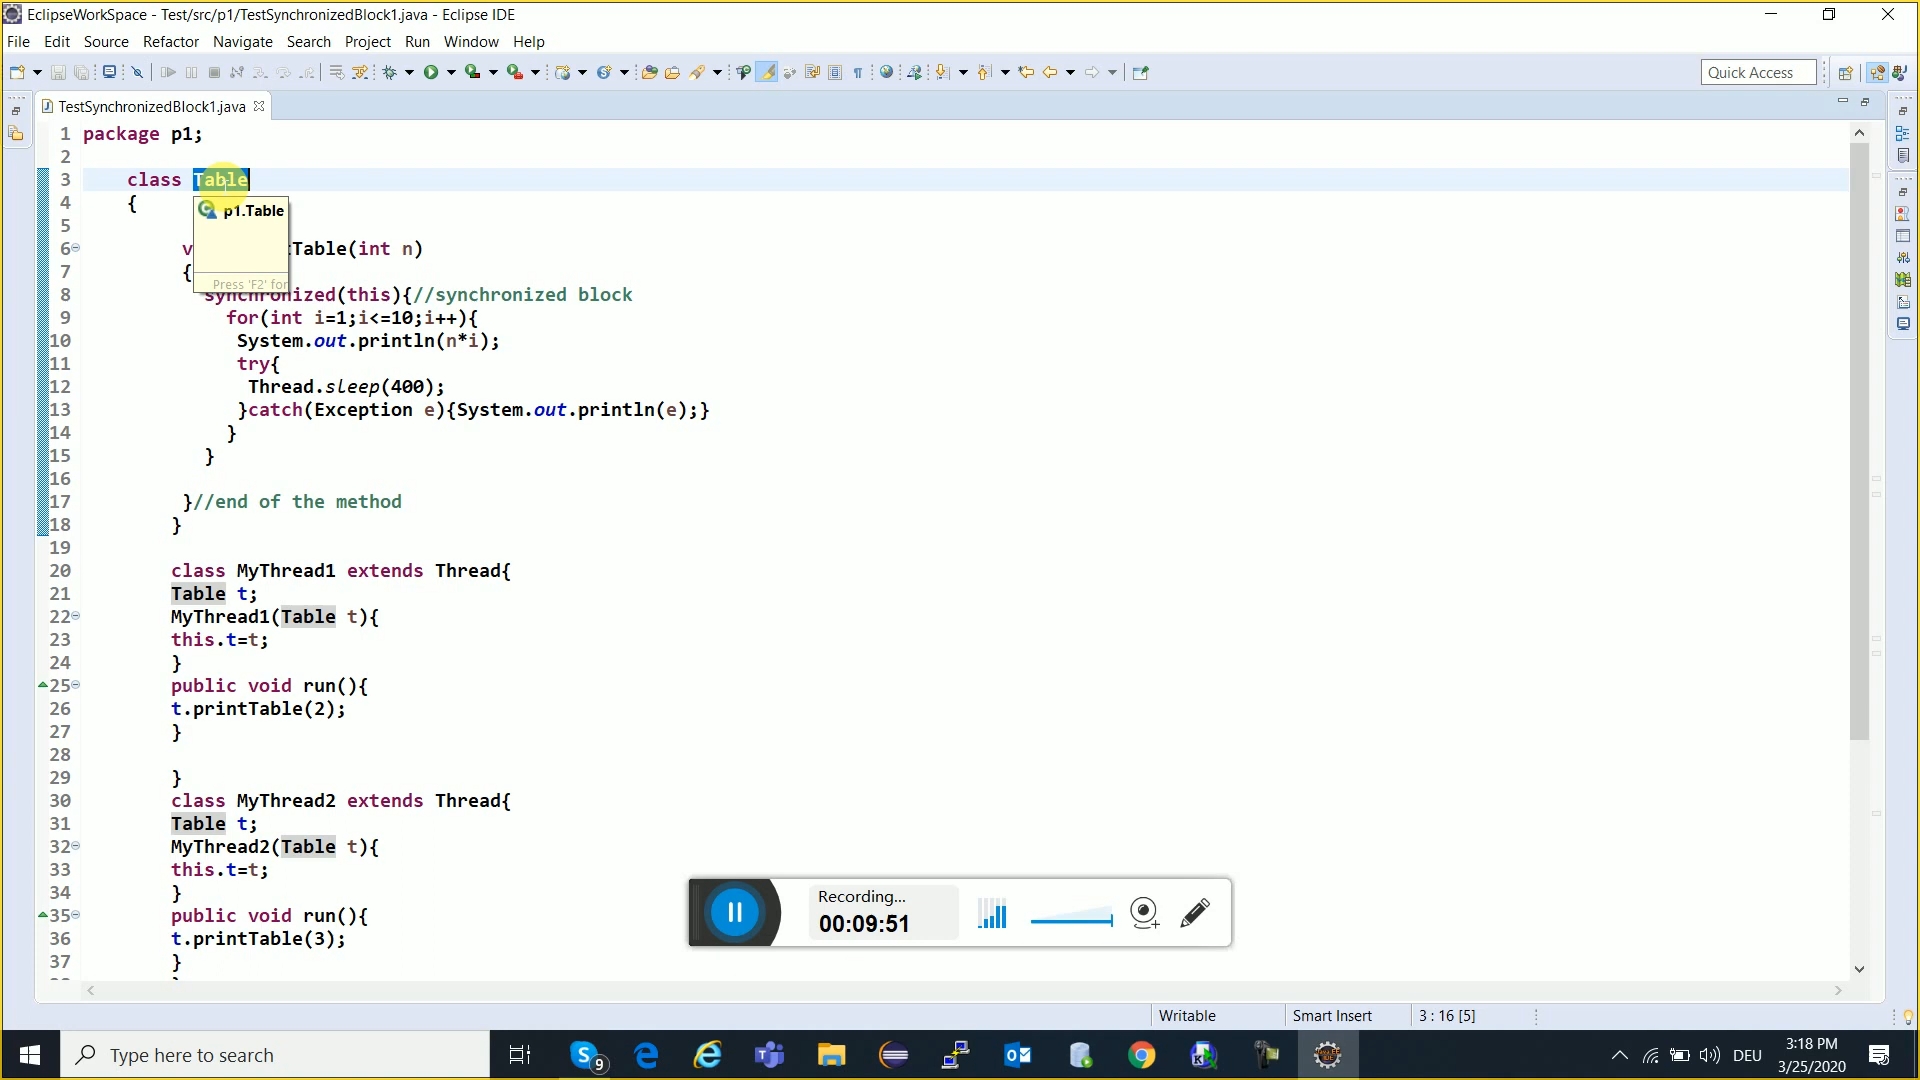 EclipseWorkSpace - Test/src/p1/TestSynchronizedBlock1.java - Eclipse IDE
File Edit Source Refactor Navigate Search Project Run Window Help
Quick Access
TestSynchronizedBlock1.java
1 package p1;
2
3 class Table
4 {
p1.Table
5
6 v Table(int n)
7 {
Press 'F2' for
8 synchronized(this){//synchronized block
9 for(int i=1;i<=10;i++){
10 System.out.println(n*i);
11 try{
12 Thread.sleep(400);
13 }catch(Exception e){System.out.println(e);}
14 }
15 }
16
17 }//end of the method
18 }
19
20 class MyThread1 extends Thread{
21 Table t;
22 MyThread1(Table t){
23 this.t=t;
24 }
25 public void run(){
26 t.printTable(2);
27 }
28
29 }
30 class MyThread2 extends Thread{
31 Table t;
32 MyThread2(Table t){
33 this.t=t;
34 }
35 public void run(){
36 t.printTable(3);
37 }
Recording...
00:09:51
Writable Smart Insert 3 : 16 [5]
Type here to search
9
DEU
3:18 PM
3/25/2020